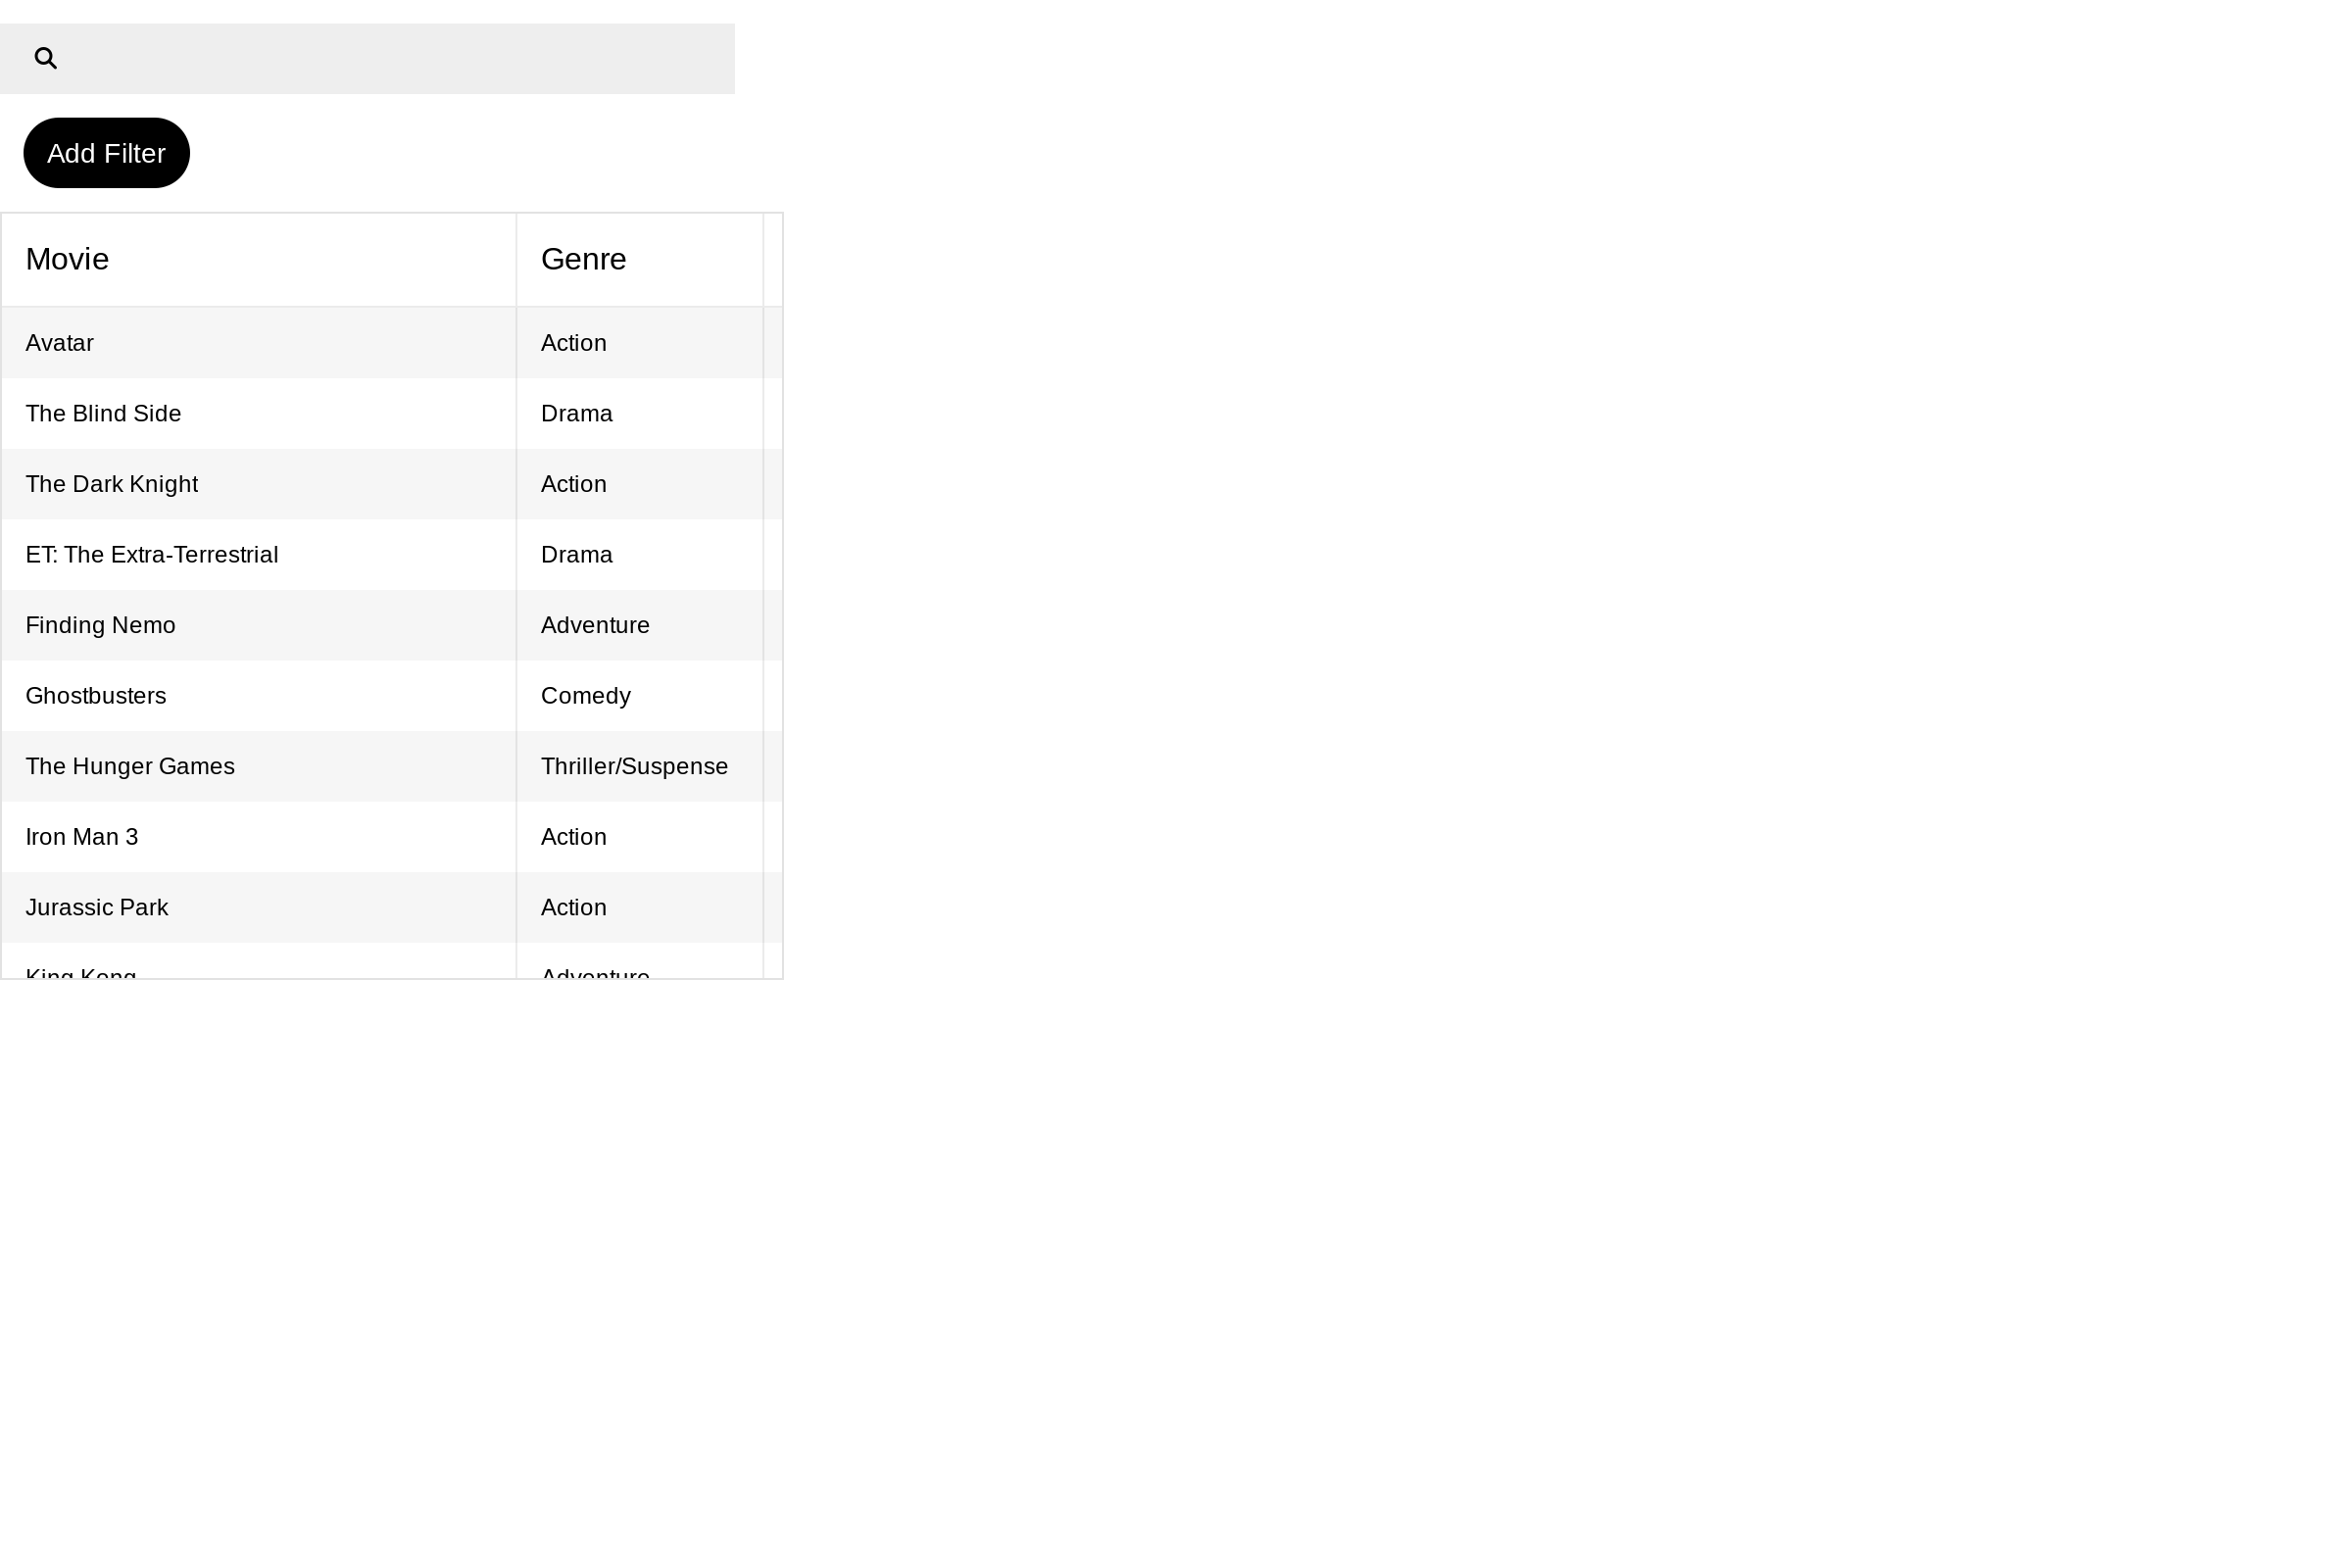 Add Filter
Movie Genre
Avatar Action
The Blind Side Drama
The Dark Knight Action
ET: The Extra-Terrestrial Drama
Finding Nemo Adventure
Ghostbusters Comedy
The Hunger Games Thriller/Suspense
Iron Man 3 Action
Jurassic Park Action
King Kong Adventure